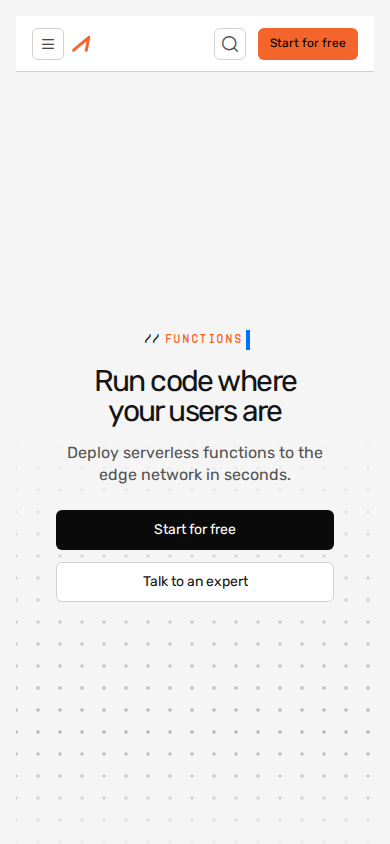 Start for free
// FUNCTIONS
Run code where
your users are
Deploy serverless functions to the
edge network in seconds.
Start for free
Talk to an expert